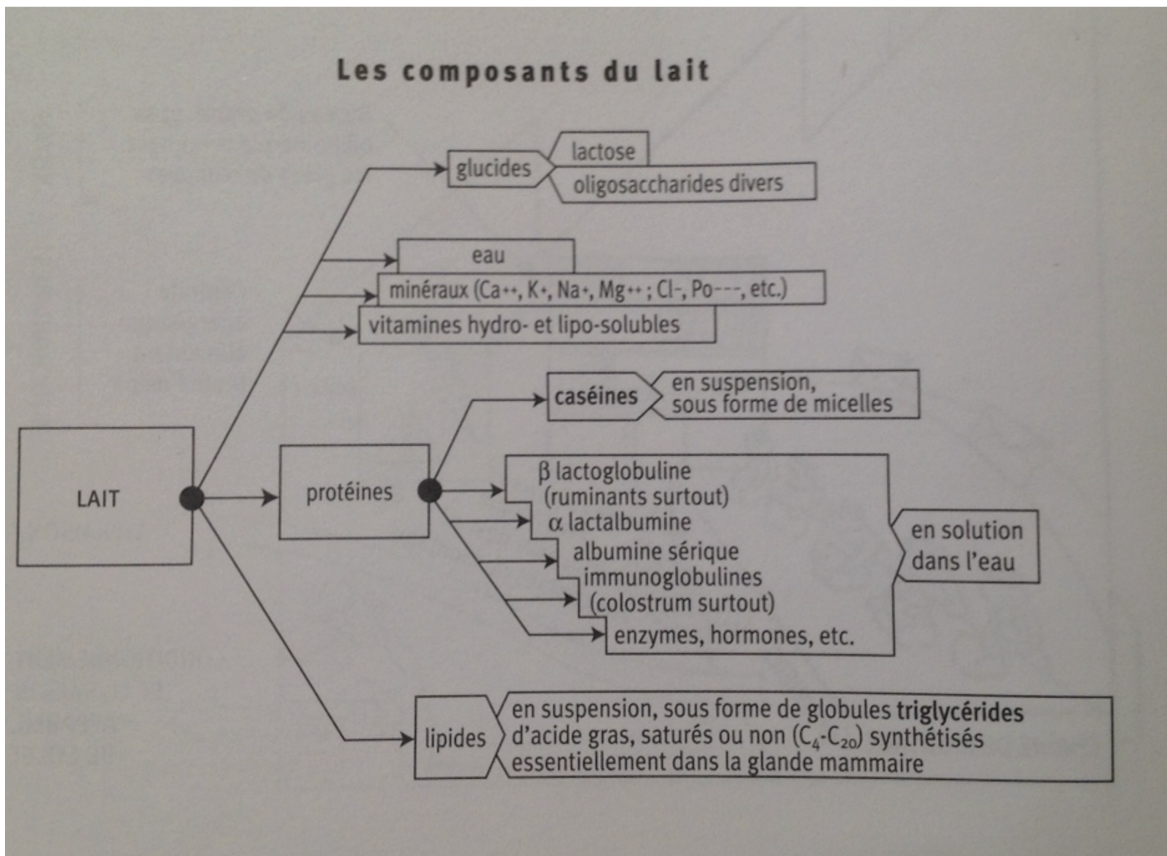 Les composants du lait
glucides
lactose
oligosaccharides divers
eau
minéraux (Ca++, K+, Na+, Mg++ ; Cl-, Po---, etc.)
vitamines hydro- et lipo-solubles
caséines
en suspension,
sous forme de micelles
LAIT
protéines
β lactoglobuline
(ruminants surtout)
α lactalbumine
albumine sérique
immunoglobulines
(colostrum surtout)
enzymes, hormones, etc.
en solution
dans l'eau
lipides
en suspension, sous forme de globules triglycérides
d'acide gras, saturés ou non (C₄-C₂₀) synthétisés
essentiellement dans la glande mammaire